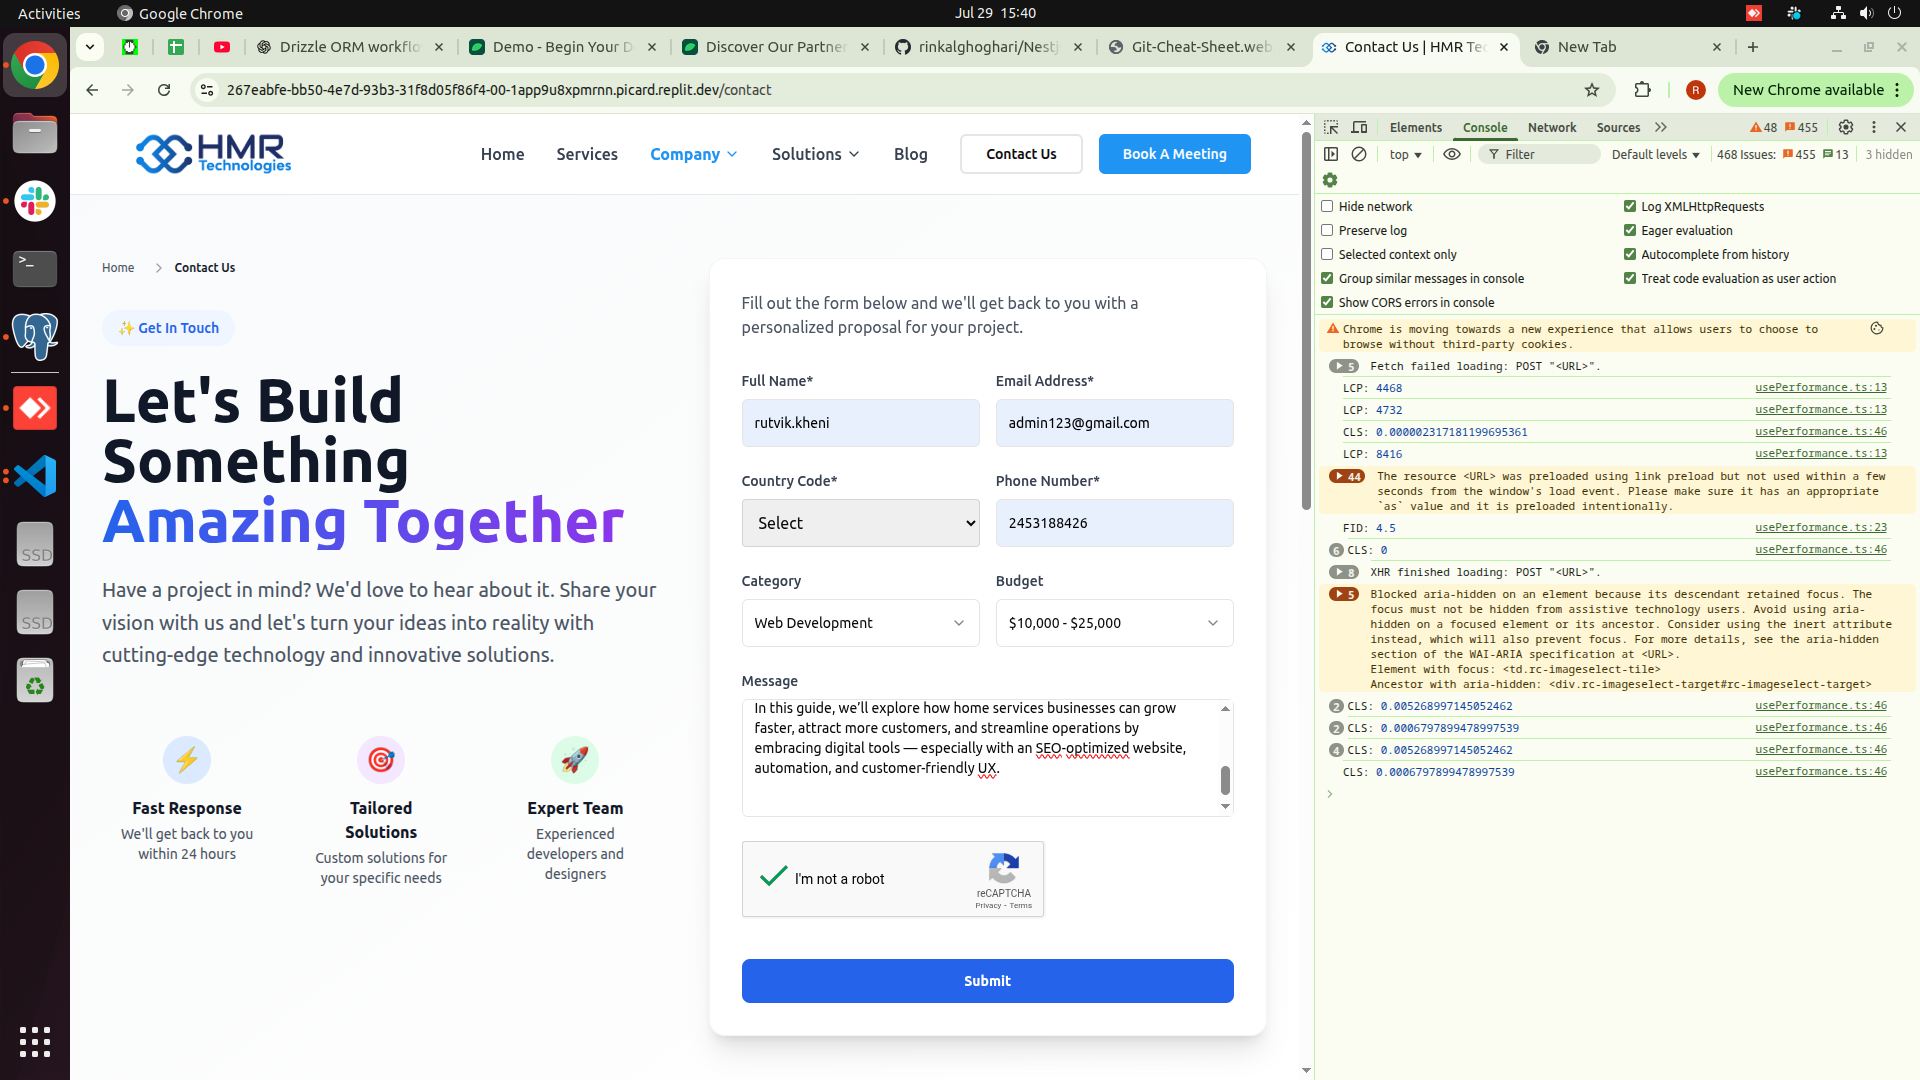 Activities
Google Chrome
Jul 29 15:40
Drizzle ORM workflo
Demo - Begin Your D
Discover Our Partner
rinkalghoghari/Nestj
Git-Cheat-Sheet.web
Contact Us | HMR Tec
New Tab
267eabfe-bb50-4e7d-93b3-31f8d05f86f4-00-1app9u8xpmrnn.picard.replit.dev/contact
R
New Chrome available
HMR
Technologies
Home
Services
Company
Solutions
Blog
Contact Us
Book A Meeting
Home
Contact Us
✨ Get In Touch
Let's Build
Something
Amazing Together
Have a project in mind? We'd love to hear about it. Share your
vision with us and let's turn your ideas into reality with
cutting-edge technology and innovative solutions.
Fast Response
We'll get back to you
within 24 hours
Tailored
Solutions
Custom solutions for
your specific needs
Expert Team
Experienced
developers and
designers
Fill out the form below and we'll get back to you with a
personalized proposal for your project.
Full Name*
Email Address*
rutvik.kheni
admin123@gmail.com
Country Code*
Phone Number*
Select
2453188426
Category
Budget
Web Development
$10,000 - $25,000
Message
In this guide, we’ll explore how home services businesses can grow
faster, attract more customers, and streamline operations by
embracing digital tools — especially with an SEO-optimized website,
automation, and customer-friendly UX.
I'm not a robot
reCAPTCHA
Privacy - Terms
Submit
SSD
SSD
Elements
Console
Network
Sources
48
455
top
Filter
Default levels
468 Issues:
455
13
3 hidden
Hide network
Log XMLHttpRequests
Preserve log
Eager evaluation
Selected context only
Autocomplete from history
Group similar messages in console
Treat code evaluation as user action
Show CORS errors in console
Chrome is moving towards a new experience that allows users to choose to
browse without third-party cookies.
5 Fetch failed loading: POST "<URL>".
LCP: 4468 usePerformance.ts:13
LCP: 4732 usePerformance.ts:13
CLS: 0.000002317181199695361 usePerformance.ts:46
LCP: 8416 usePerformance.ts:13
44 The resource <URL> was preloaded using link preload but not used within a few
seconds from the window's load event. Please make sure it has an appropriate
`as` value and it is preloaded intentionally.
FID: 4.5 usePerformance.ts:23
6 CLS: 0 usePerformance.ts:46
8 XHR finished loading: POST "<URL>".
5 Blocked aria-hidden on an element because its descendant retained focus. The
focus must not be hidden from assistive technology users. Avoid using aria-
hidden on a focused element or its ancestor. Consider using the inert attribute
instead, which will also prevent focus. For more details, see the aria-hidden
section of the WAI-ARIA specification at <URL>.
Element with focus: <td.rc-imageselect-tile>
Ancestor with aria-hidden: <div.rc-imageselect-target#rc-imageselect-target>
2 CLS: 0.005268997145052462 usePerformance.ts:46
2 CLS: 0.0006797899478997539 usePerformance.ts:46
4 CLS: 0.005268997145052462 usePerformance.ts:46
CLS: 0.0006797899478997539 usePerformance.ts:46